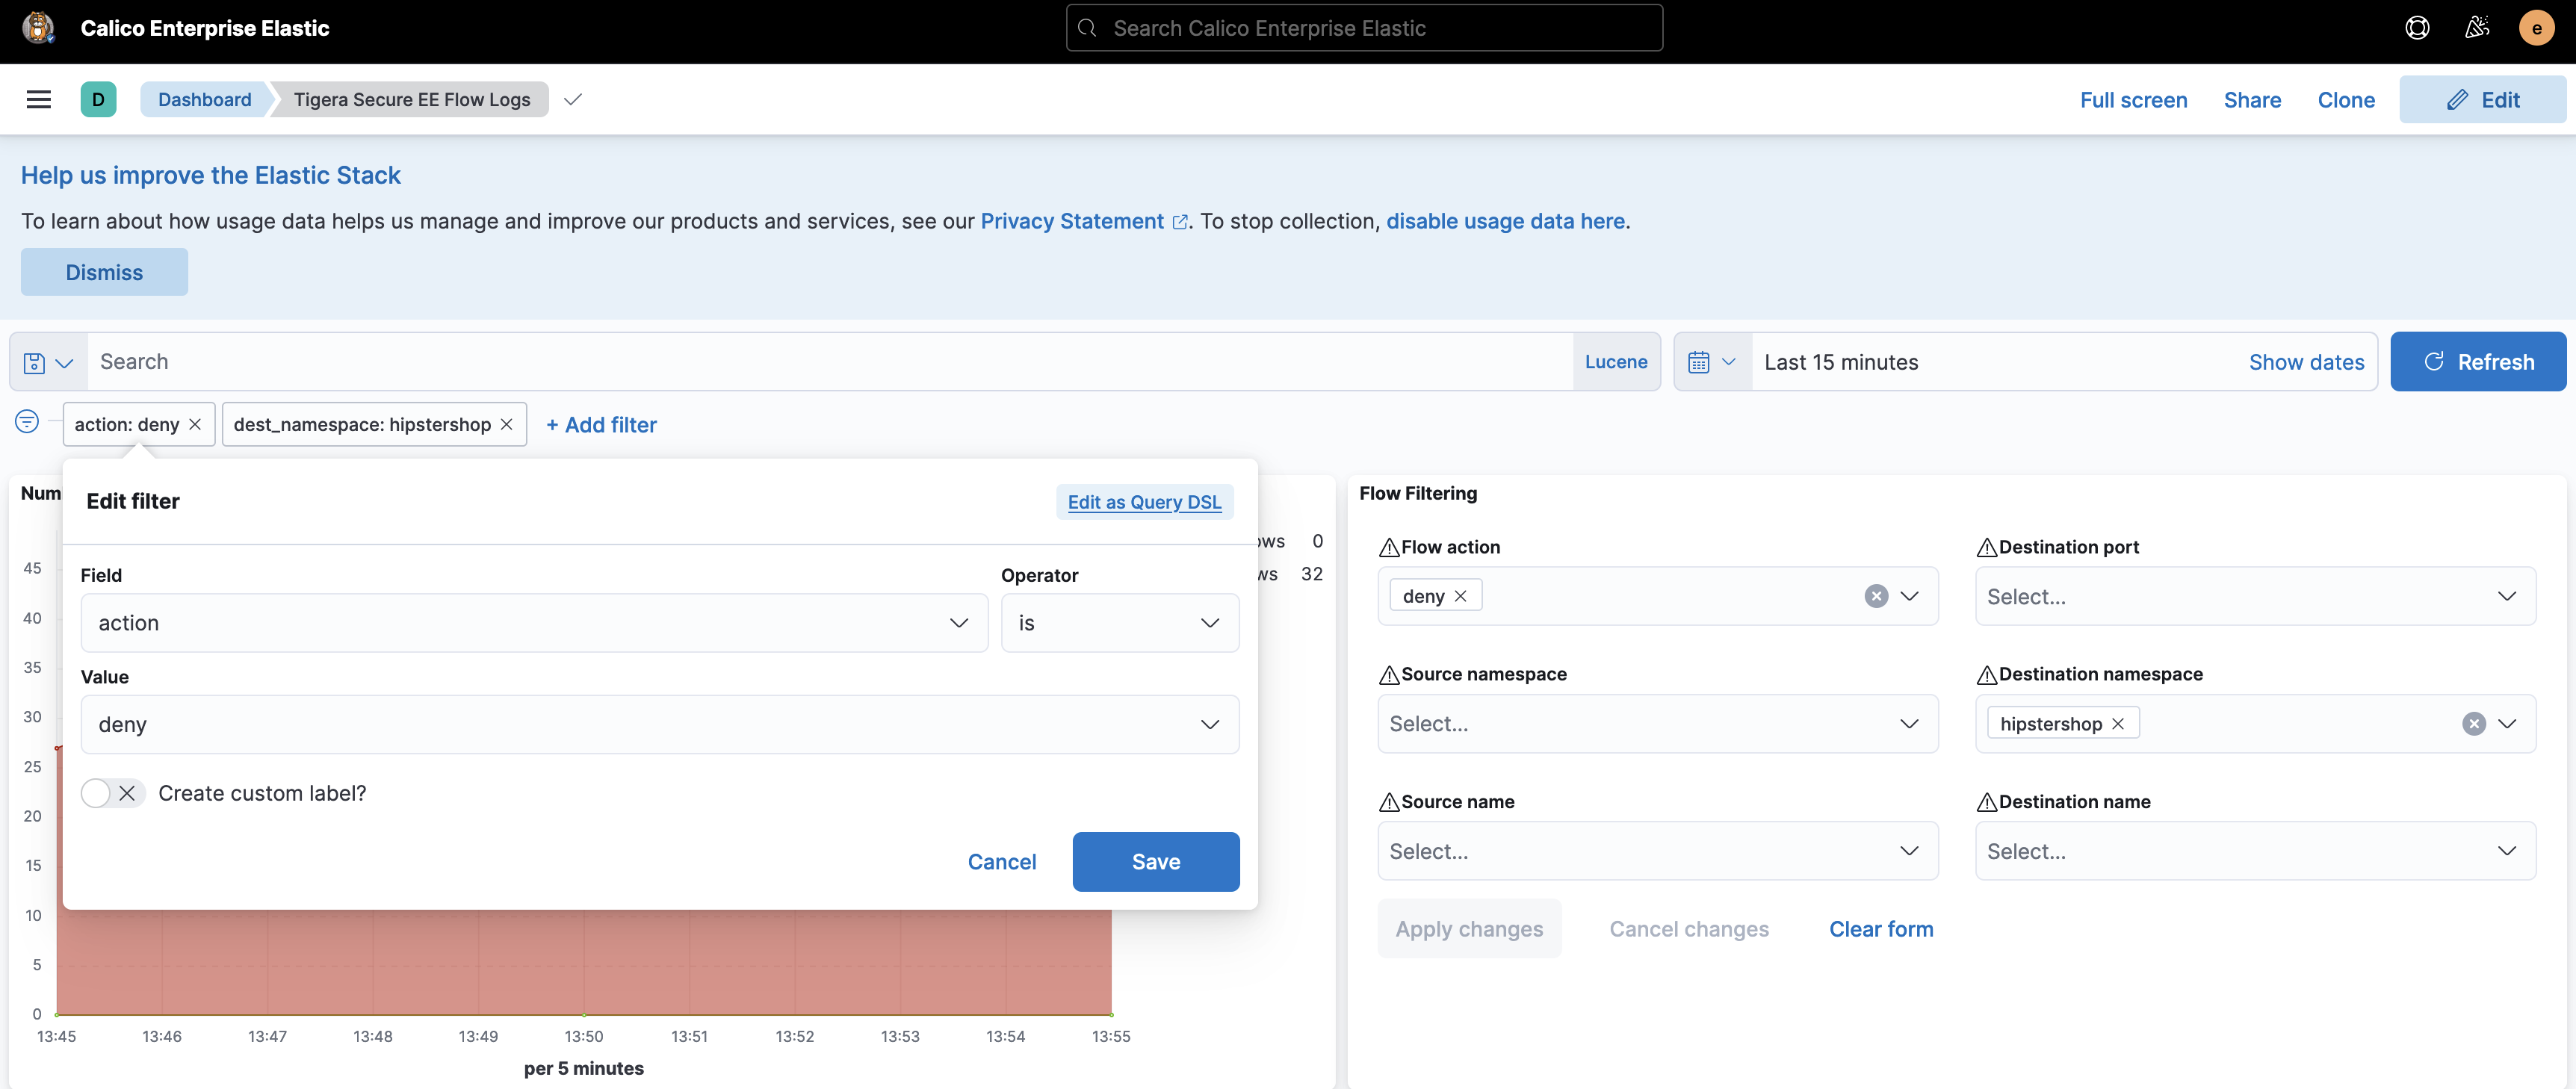 Calico Enterprise Elastic
Search Calico Enterprise Elastic
e
D
Dashboard
Tigera Secure EE Flow Logs
Full screen
Share
Clone
Edit
Help us improve the Elastic Stack
To learn about how usage data helps us manage and improve our products and services, see our Privacy Statement. To stop collection, disable usage data here.
Dismiss
Search
Lucene
Last 15 minutes
Show dates
Refresh
action: deny
dest_namespace: hipstershop
+ Add filter
Edit filter
Edit as Query DSL
Field
Operator
action
is
Value
deny
Create custom label?
Cancel
Save
0
32
45
40
35
30
25
20
15
10
5
0
13:45
13:46
13:47
13:48
13:49
13:50
13:51
13:52
13:53
13:54
13:55
per 5 minutes
Flow Filtering
Flow action
deny
Destination port
Select...
Source namespace
Select...
Destination namespace
hipstershop
Source name
Select...
Destination name
Select...
Apply changes
Cancel changes
Clear form